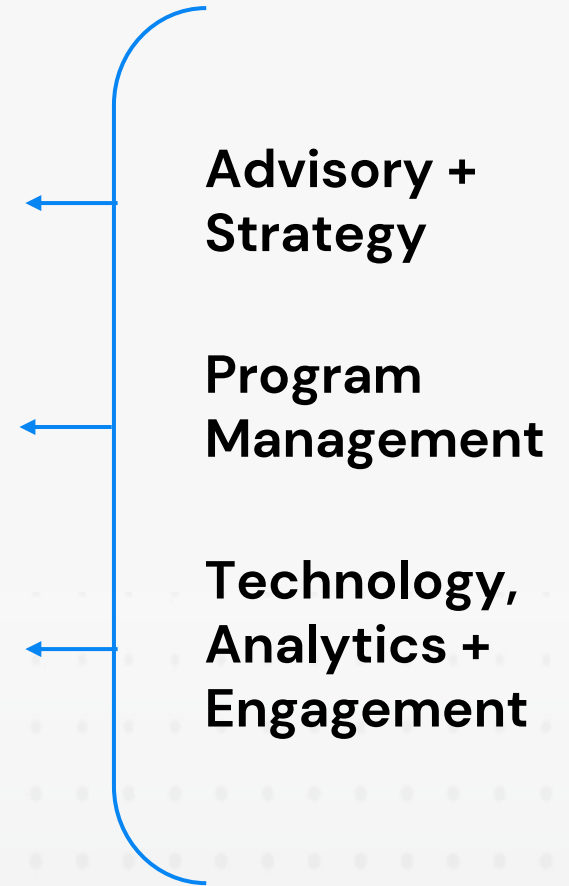 Advisory +
Strategy
Program
Management
Technology,
Analytics +
Engagement